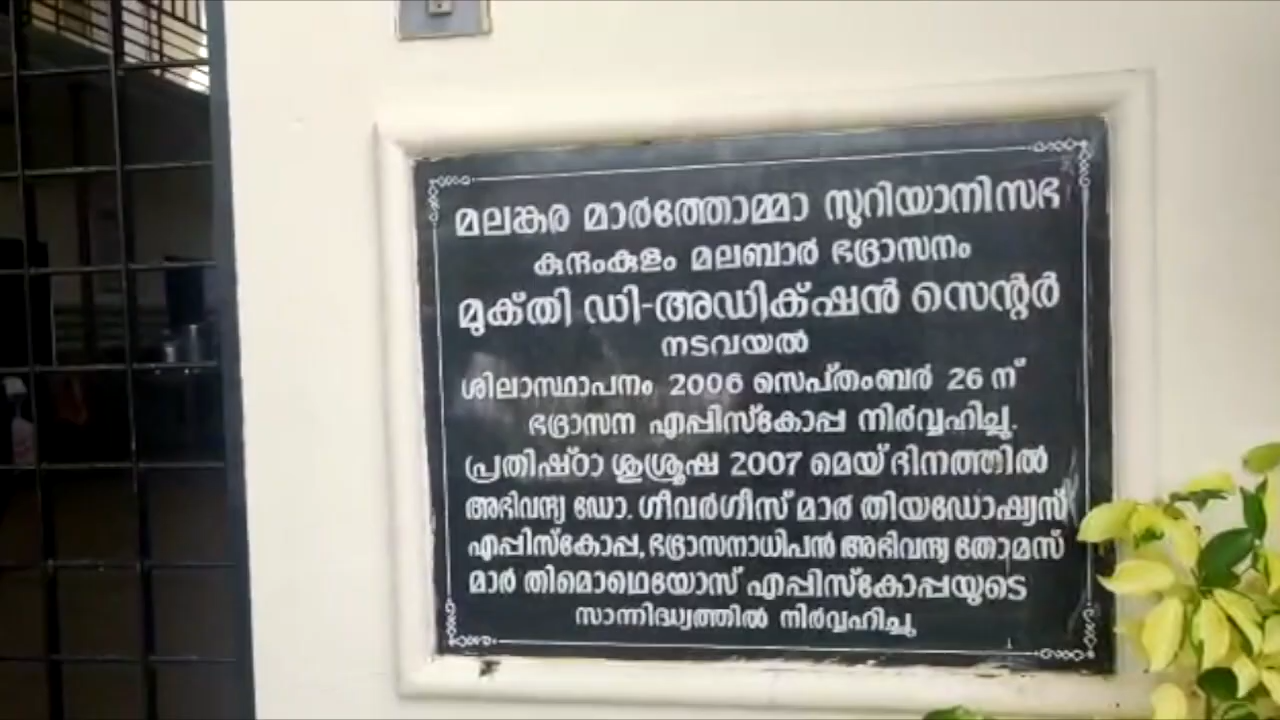 മലങ്കര മാർത്തോമ്മാ സുറിയാനിസഭ
കുന്ദംകുളം മലബാർ ഭദ്രാസനം
മുക്തി ഡി-അഡിക്ഷൻ സെന്റർ
നടവയൽ
ശിലാസ്ഥാപനം 2006 സെപ്തംബർ 26 ന്
ഭദ്രാസന എപ്പിസ്കോപ്പ നിർവ്വഹിച്ചു.
പ്രതിഷ്ഠാ ശുശ്രൂഷ 2007 മെയ് ദിനത്തിൽ
അഭിവന്ദ്യ ഡോ. ഗീവർഗീസ് മാർ തിയഡോഷ്യസ്
എപ്പിസ്കോപ്പ, ഭദ്രാസനാധിപൻ അഭിവന്ദ്യ തോമസ്
മാർ തിമൊഥെയോസ് എപ്പിസ്കോപ്പയുടെ
സാന്നിദ്ധ്യത്തിൽ നിർവ്വഹിച്ചു